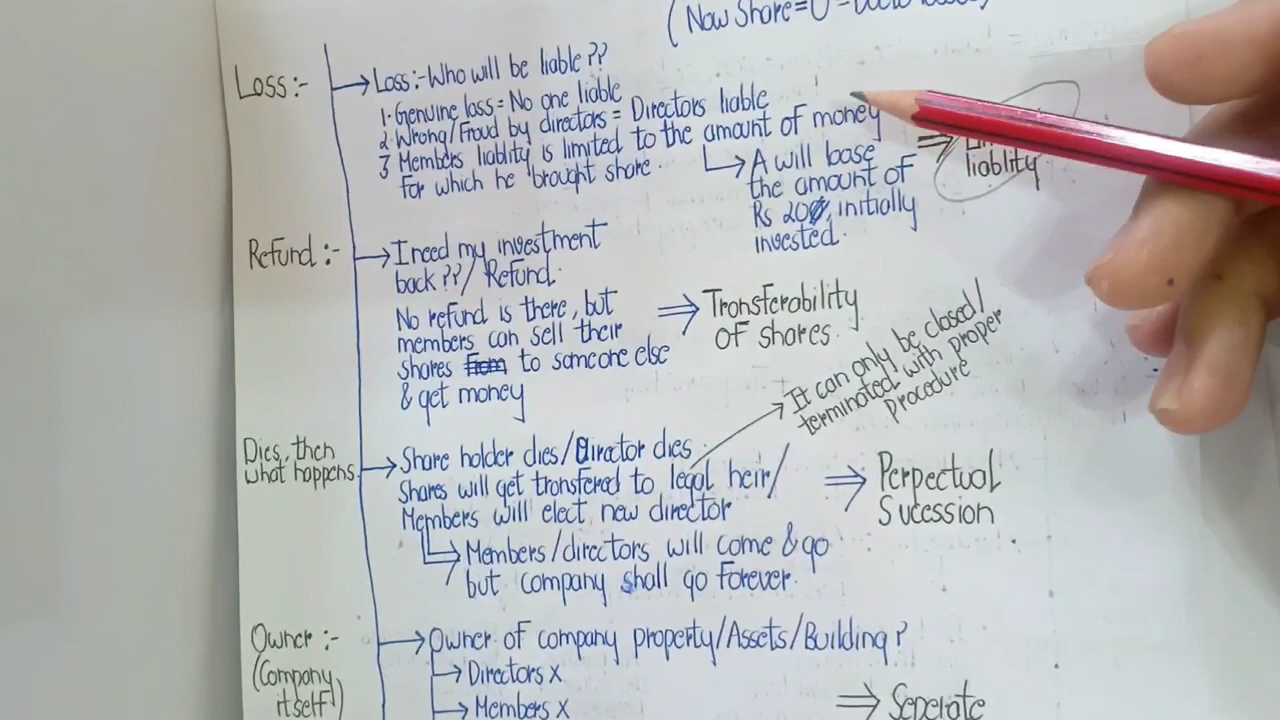 (Now Share = 0 =
Loss:-
Loss:- Who will be liable??
1. Genuine loss = No one liable
2. Wrong/Fraud by directors = Directors liable
3 Members liablity is limited to the amount of money
for which he brought share.
A will loose
the amount of
Rs 200, initially
invested.
liablity
Refund:-
I need my investment
back??/ Refund.
No refund is there, but
members can sell their
shares from to someone else
& get money
Transferability
of shares.
It can only be closed/
terminated with proper
procedure
Dies, then
what happens
Share holder dies/Director dies.
Shares will get transfered to legal heir/
Members will elect new director
Perpectual
Sucession
Members/directors will come & go
but company shall go forever.
Owner:-
(Company
itself)
Owner of company property/Assets/Building?
Directors x
Members x
Seperate